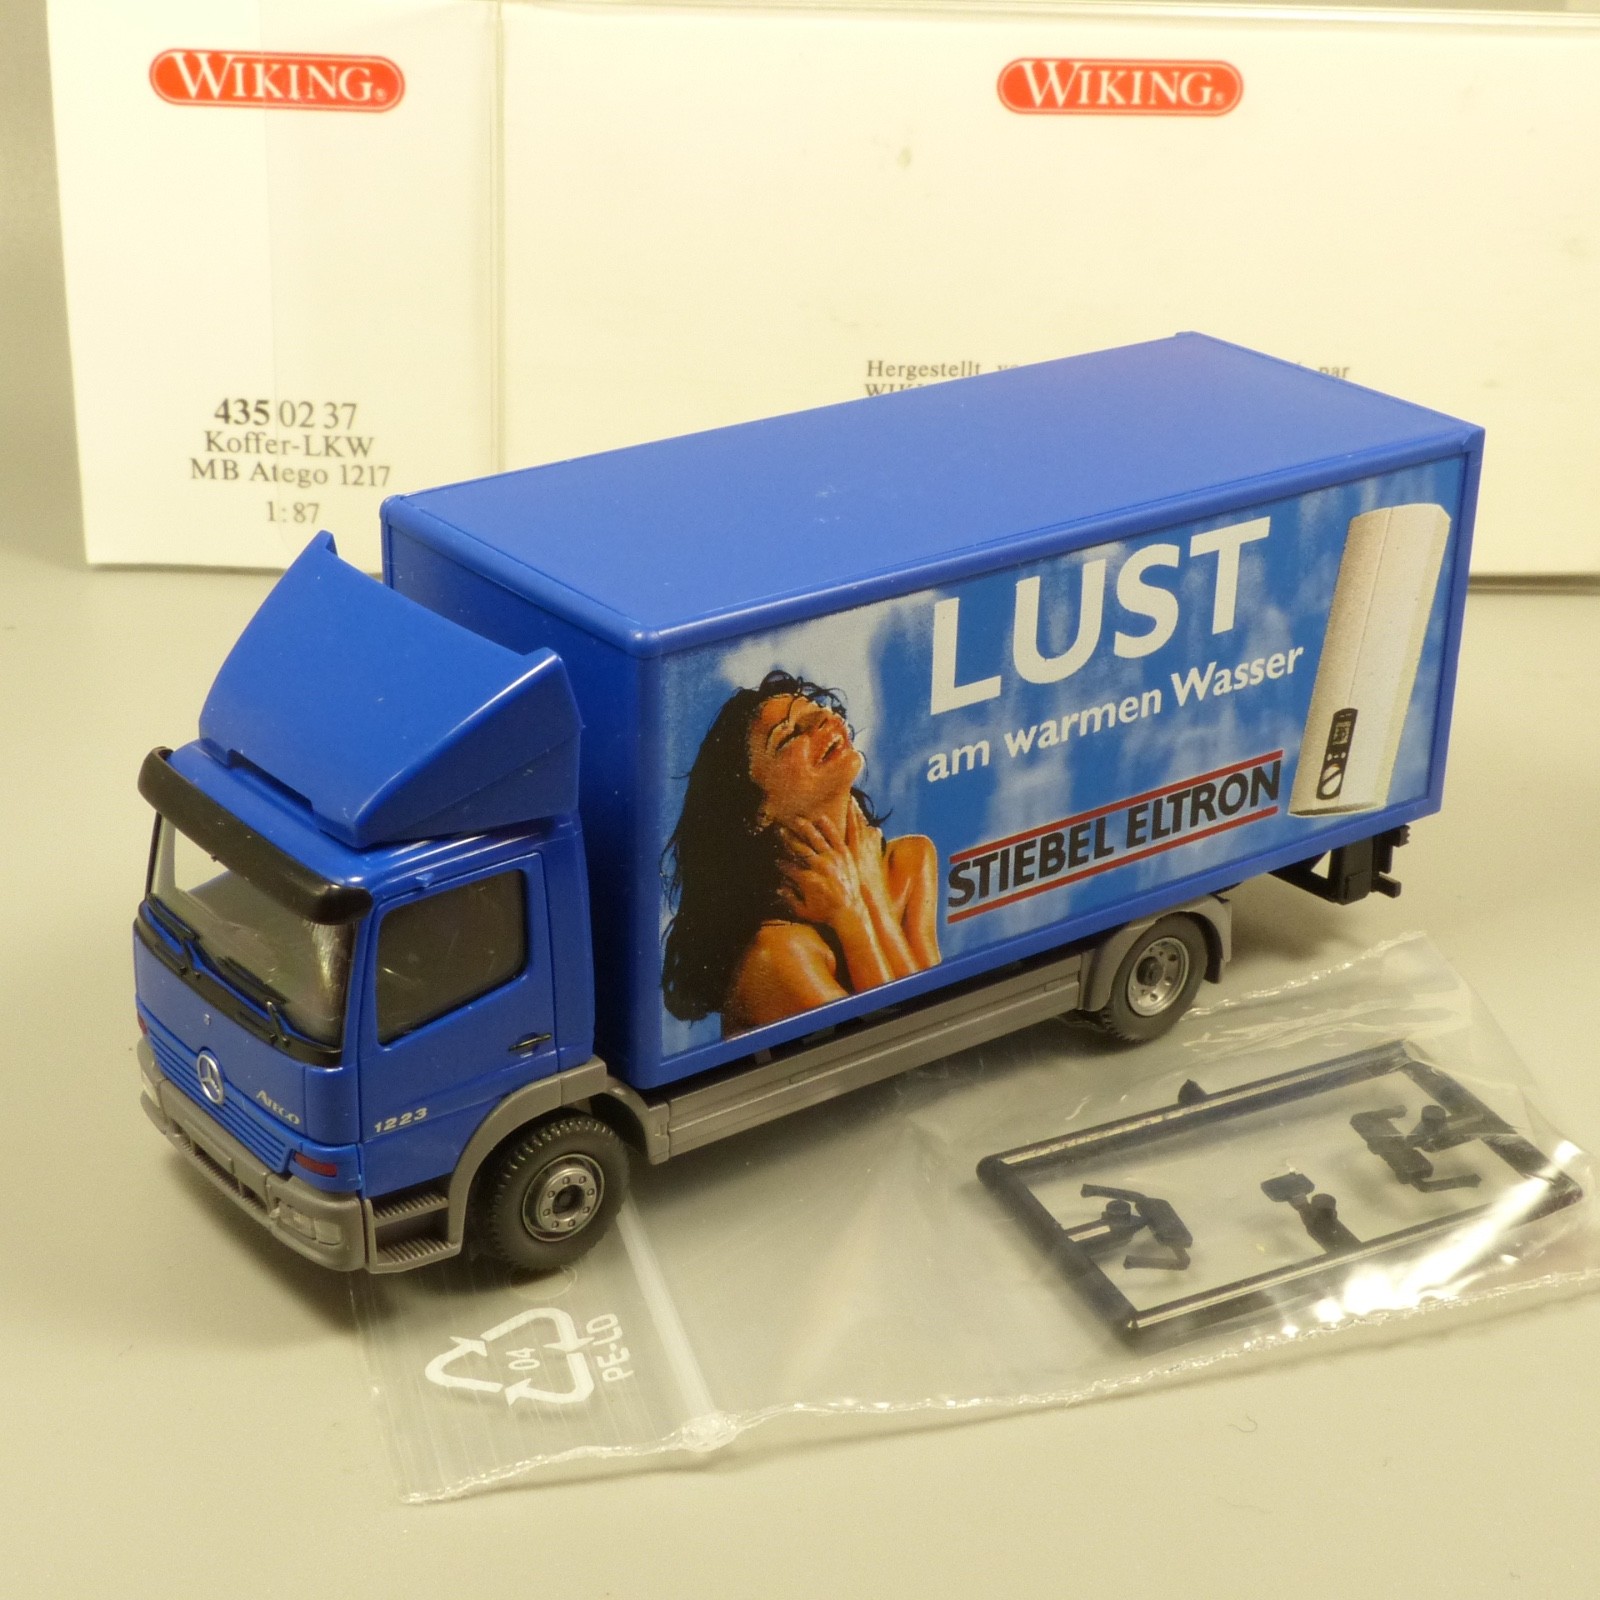 WIKING®
WIKING®
435 02 37
Koffer-LKW
MB Atego 1217
1:87
Hergestellt
par
LUST
am warmen Wasser
STIEBEL ELTRON
ATEGO
1223
04
PE-LD